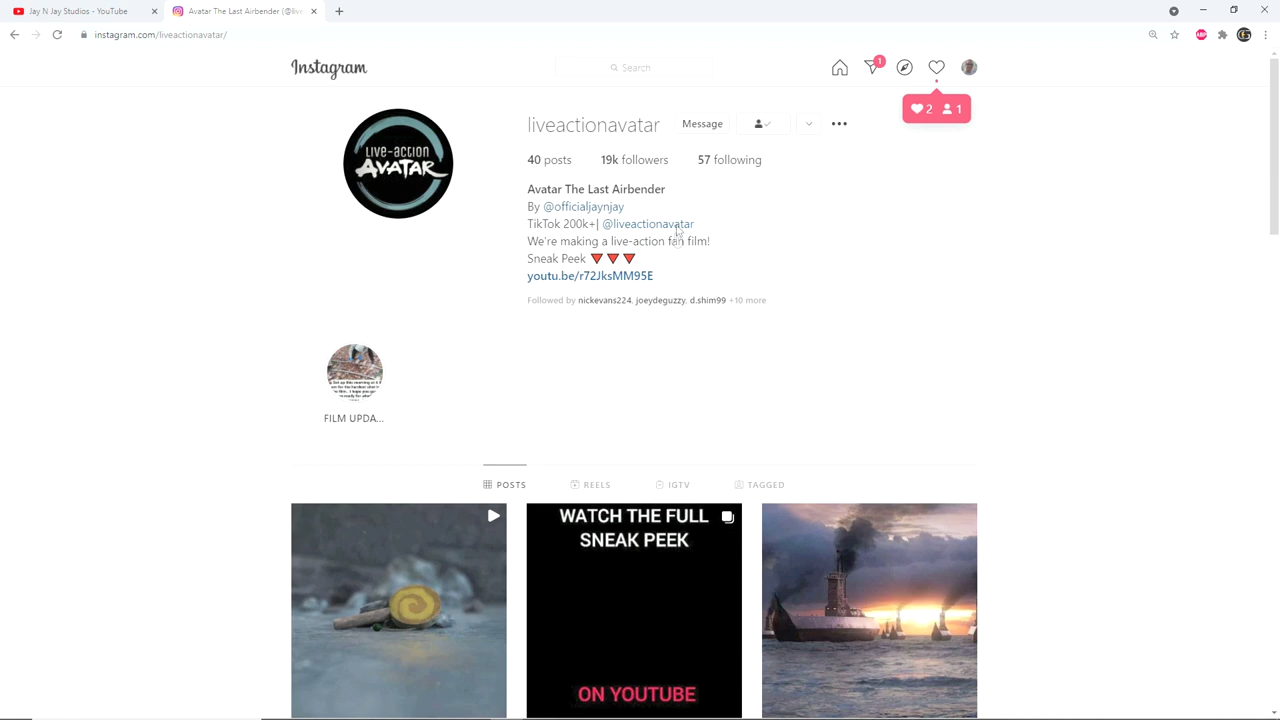 Jay N Jay Studios - YouTube
Avatar The Last Airbender (@live
instagram.com/liveactionavatar/
ABP
Instagram
Search
1
2 1
liveactionavatar
Message
40 posts 19k followers 57 following
Avatar The Last Airbender
By @officialjaynjay
TikTok 200k+| @liveactionavatar
We're making a live-action fan film!
Sneak Peek
youtu.be/r72JksMM95E
Followed by nickevans224, joeydeguzzy, d.shim99 +10 more
LIVE-ACTION
AVATAR
FILM UPDA...
POSTS REELS IGTV TAGGED
WATCH THE FULL
SNEAK PEEK
ON YOUTUBE